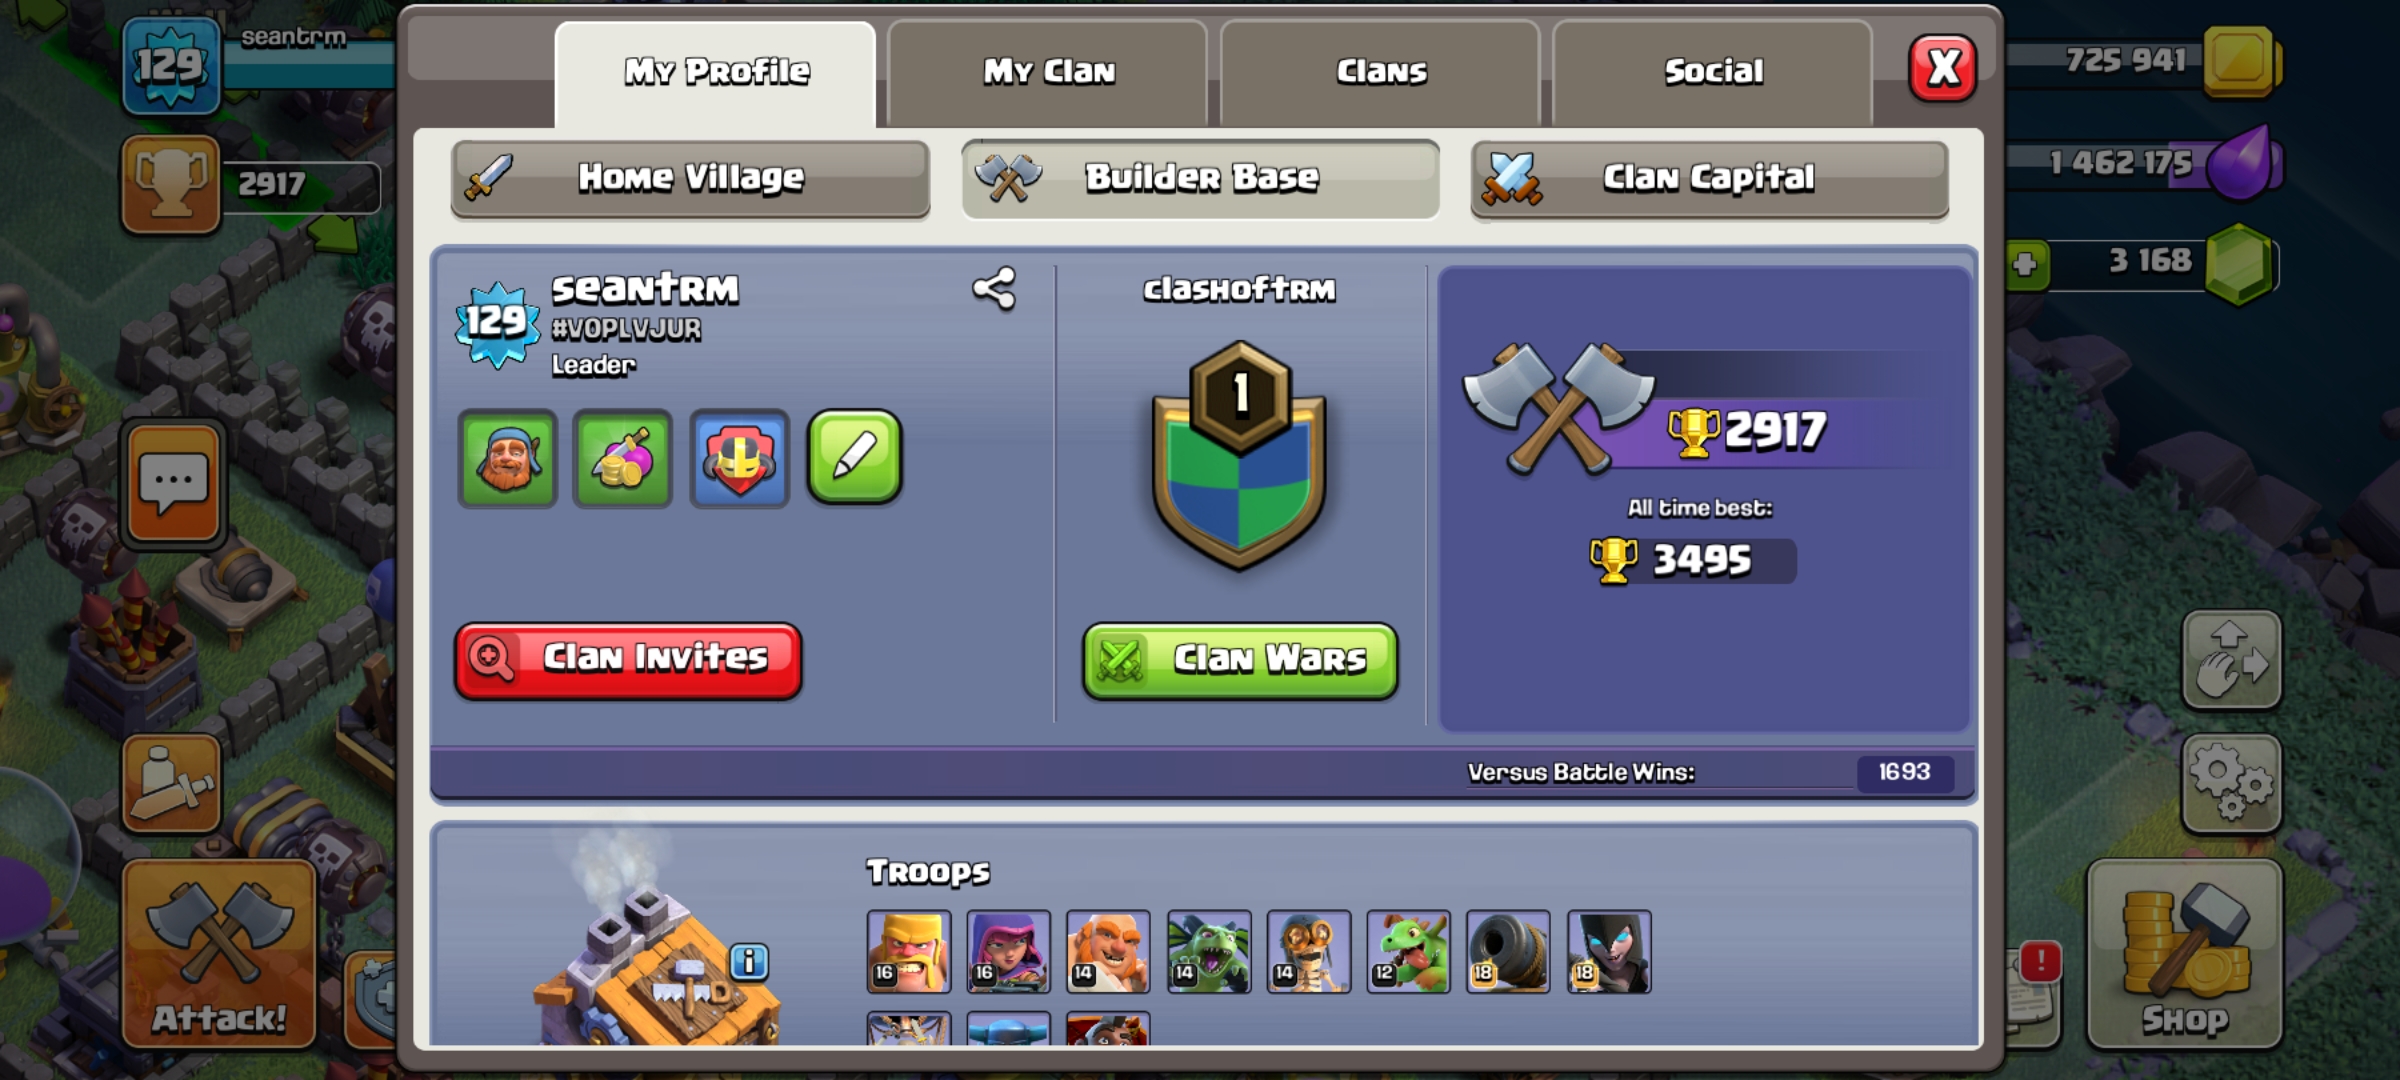 129
seantrm
2917
My Profile
My Clan
Clans
Social
X
725 941
1 462 175
3 168
Home Village
Builder Base
Clan Capital
129
seantrm
#V0PLVJUR
Leader
clashoftrm
1
2917
All time best:
3495
Clan Invites
Clan Wars
Versus Battle Wins:
1693
Troops
i
16
16
14
14
14
12
18
18
Attack!
!
Shop